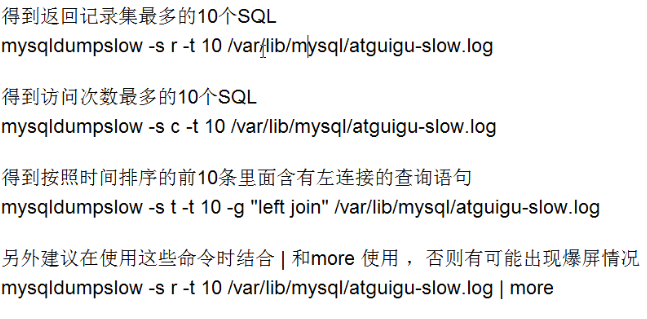 得到返回记录集最多的10个SQL
mysqldumpslow -s r -t 10 /var/lib/mysql/atguigu-slow.log
得到访问次数最多的10个SQL
mysqldumpslow -s c -t 10 /var/lib/mysql/atguigu-slow.log
得到按照时间排序的前10条里面含有左连接的查询语句
mysqldumpslow -s t -t 10 -g "left join" /var/lib/mysql/atguigu-slow.log
另外建议在使用这些命令时结合 | 和more 使用 ，否则有可能出现爆屏情况
mysqldumpslow -s r -t 10 /var/lib/mysql/atguigu-slow.log | more